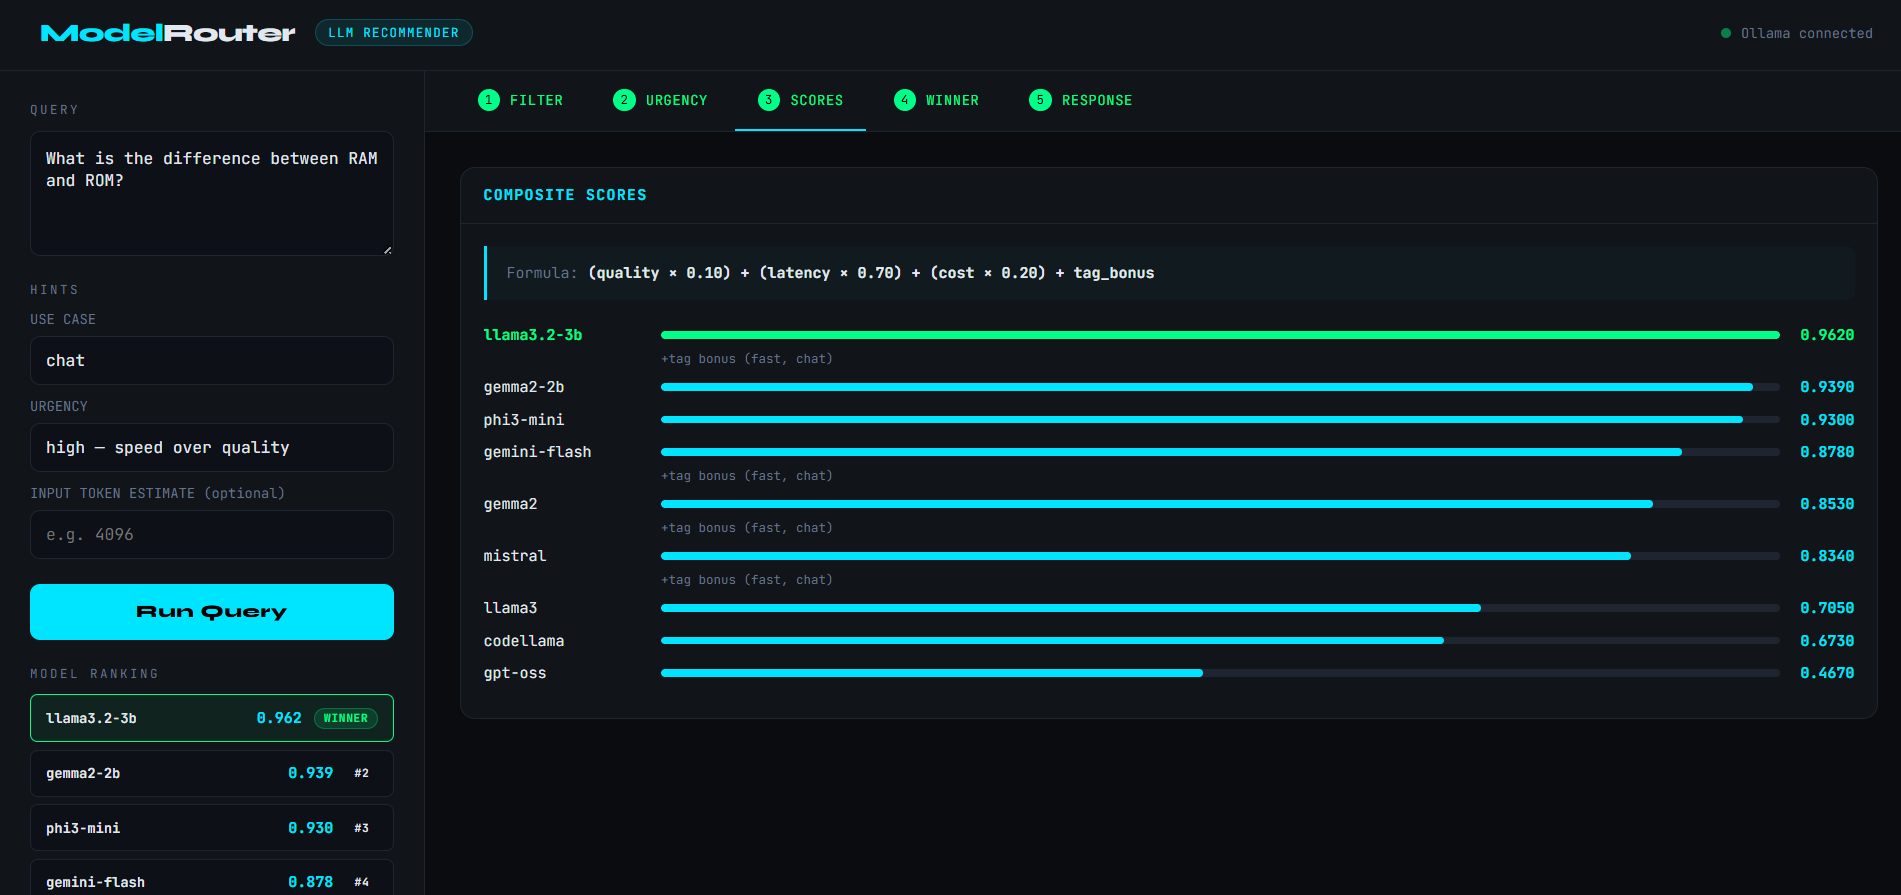 ModelRouter LLM RECOMMENDER
Ollama connected
QUERY
What is the difference between RAM
and ROM?
HINTS
USE CASE
chat
URGENCY
high — speed over quality
INPUT TOKEN ESTIMATE (optional)
e.g. 4096
Run Query
MODEL RANKING
llama3.2-3b 0.962 WINNER
gemma2-2b 0.939 #2
phi3-mini 0.930 #3
gemini-flash 0.878 #4
1 FILTER 2 URGENCY 3 SCORES 4 WINNER 5 RESPONSE
COMPOSITE SCORES
Formula: (quality × 0.10) + (latency × 0.70) + (cost × 0.20) + tag_bonus
llama3.2-3b 0.9620
+tag bonus (fast, chat)
gemma2-2b 0.9390
phi3-mini 0.9300
gemini-flash 0.8780
+tag bonus (fast, chat)
gemma2 0.8530
+tag bonus (fast, chat)
mistral 0.8340
+tag bonus (fast, chat)
llama3 0.7050
codellama 0.6730
gpt-oss 0.4670